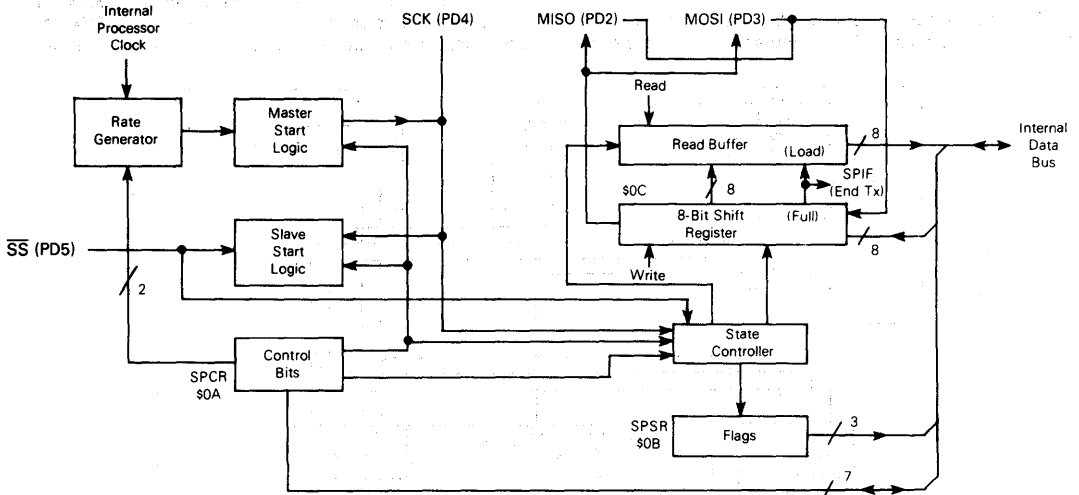 Internal
Processor
Clock
SCK (PD4)
MISO (PD2)
MOSI (PD3)
Read
Rate
Generator
Master
Start
Logic
Read Buffer
(Load)
8
Internal
Data
Bus
SPIF
(End Tx)
8
$0C
8-Bit Shift
Register
(Full)
8
SS (PD5)
Slave
Start
Logic
Write
2
State
Controller
Control
Bits
SPCR
$0A
SPSR
$0B
Flags
3
7